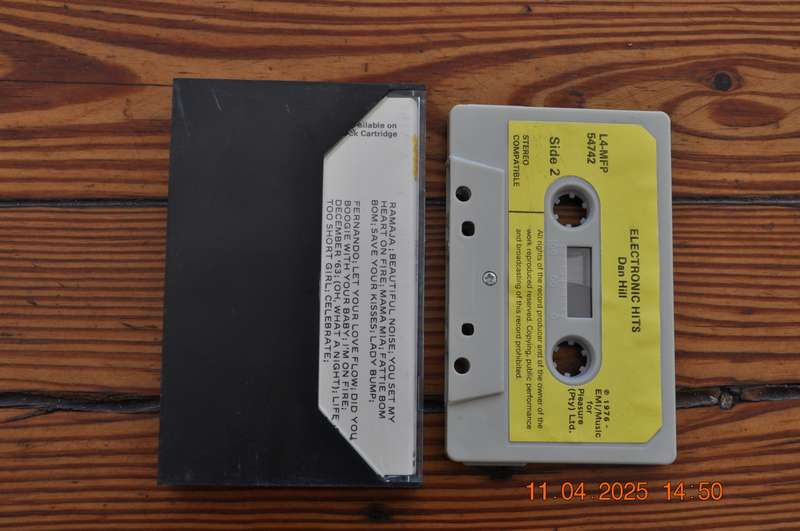 ailable on
ck Cartridge
RAMAJA; BEAUTIFUL NOISE; YOU SET MY
HEART ON FIRE; MAMA MIA; FATTIE BOM
BOM; SAVE YOUR KISSES; LADY BUMP;
FERNANDO; LET YOUR LOVE FLOW; DID YOU
BOOGIE WITH YOUR BABY; I'M ON FIRE;
DECEMBER '63; (OH, WHAT A NIGHT); LIFE
TOO SHORT GIRL; CELEBRATE;
L4-MFP
54742
Side 2
STEREO
COMPATIBLE
ELECTRONIC HITS
Dan Hill
All rights of the record producer and of the owner of the
work reproduced reserved. Copying, public performance
and broadcasting of this record prohibited.
℗ 1976 -
EMI/Music
for
Pleasure
(Pty) Ltd.
11.04.2025 14:50